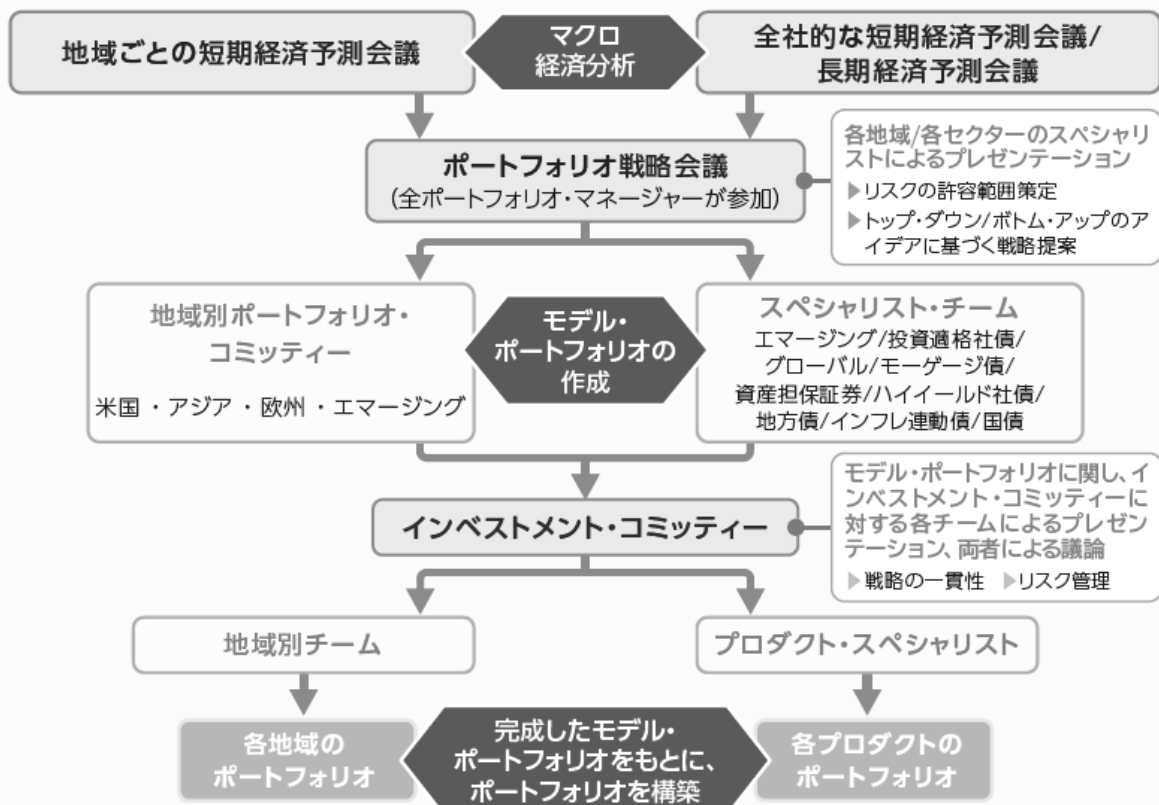 地域ごとの短期経済予測会議
マクロ
経済分析
全社的な短期経済予測会議/
長期経済予測会議
ポートフォリオ戦略会議
(全ポートフォリオ・マネージャーが参加)
各地域/各セクターのスペシャリ
ストによるプレゼンテーション
▶リスクの許容範囲策定
▶トップ・ダウン/ボトム・アップのア
イデアに基づく戦略提案
地域別ポートフォリオ・
コミッティー
米国 ・アジア ・欧州 ・エマージング
モデル・
ポートフォリオの
作成
スペシャリスト・チーム
エマージング/投資適格社債/
グローバル/モーゲージ債/
資産担保証券/ハイイールド社債/
地方債/インフレ連動債/国債
インベストメント・コミッティー
モデル・ポートフォリオに関し、イ
ンベストメント・コミッティーに
対する各チームによるプレゼン
テーション、両者による議論
▶戦略の一貫性 ▶リスク管理
地域別チーム
プロダクト・スペシャリスト
各地域の
ポートフォリオ
完成したモデル・
ポートフォリオをもとに、
ポートフォリオを構築
各プロダクトの
ポートフォリオ